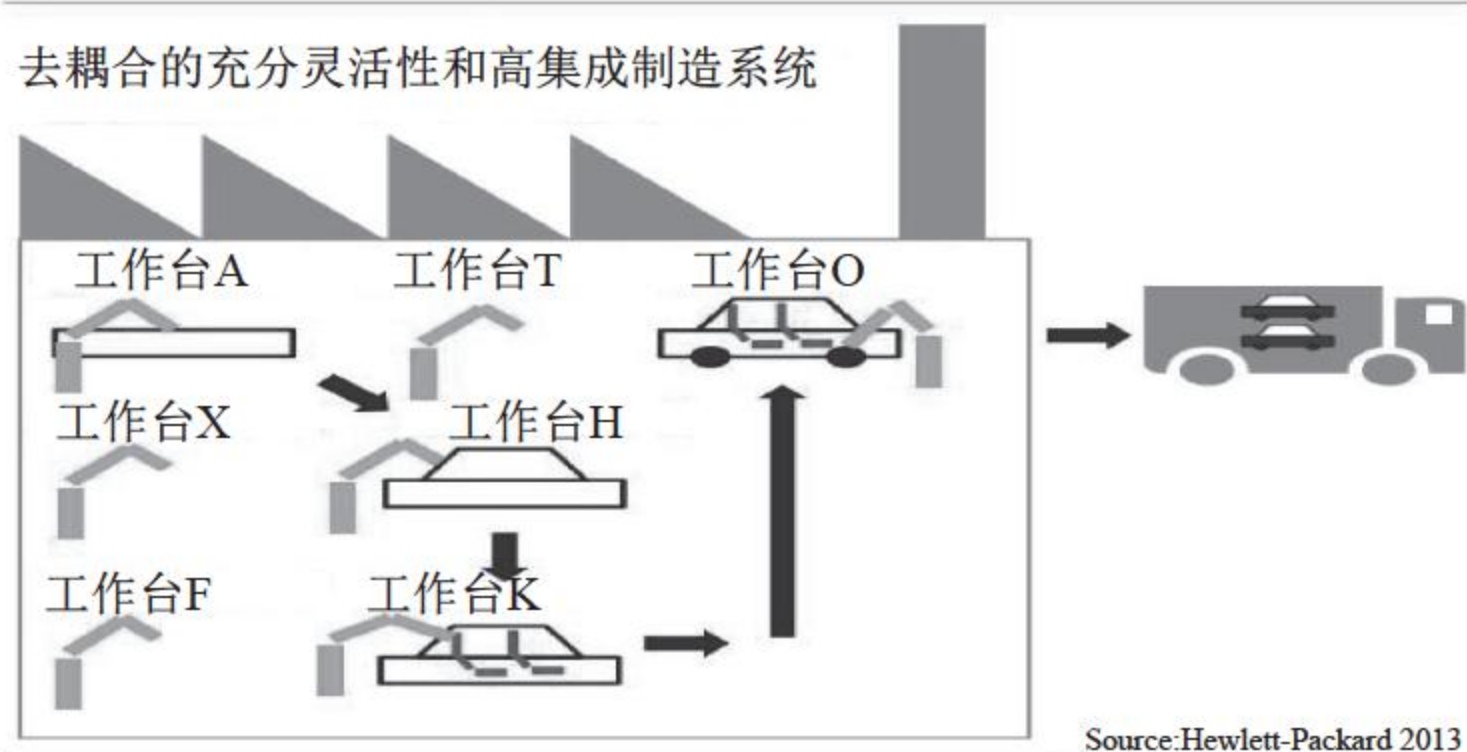 去耦合的充分灵活性和高集成制造系统
工作台A
工作台T
工作台O
工作台X
工作台H
工作台F
工作台K
Source:Hewlett-Packard 2013